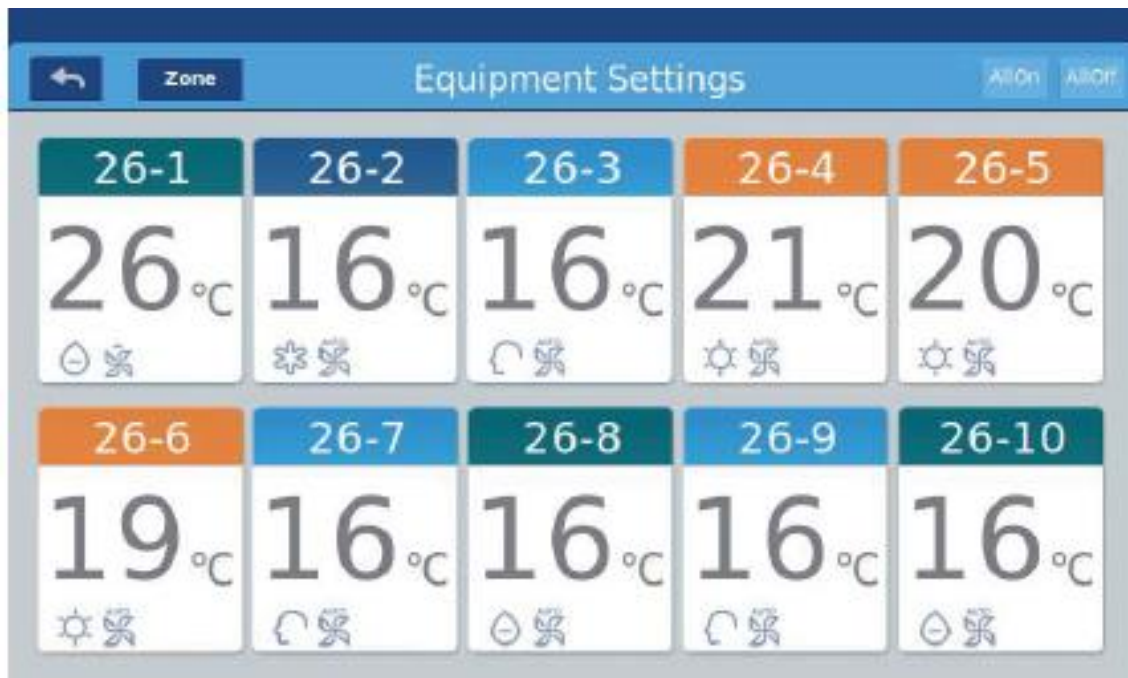 Zone Equipment Settings AllOn AllOff
26-1 26-2 26-3 26-4 26-5
26 °C 16 °C 16 °C 21 °C 20 °C
26-6 26-7 26-8 26-9 26-10
19 °C 16 °C 16 °C 16 °C 16 °C